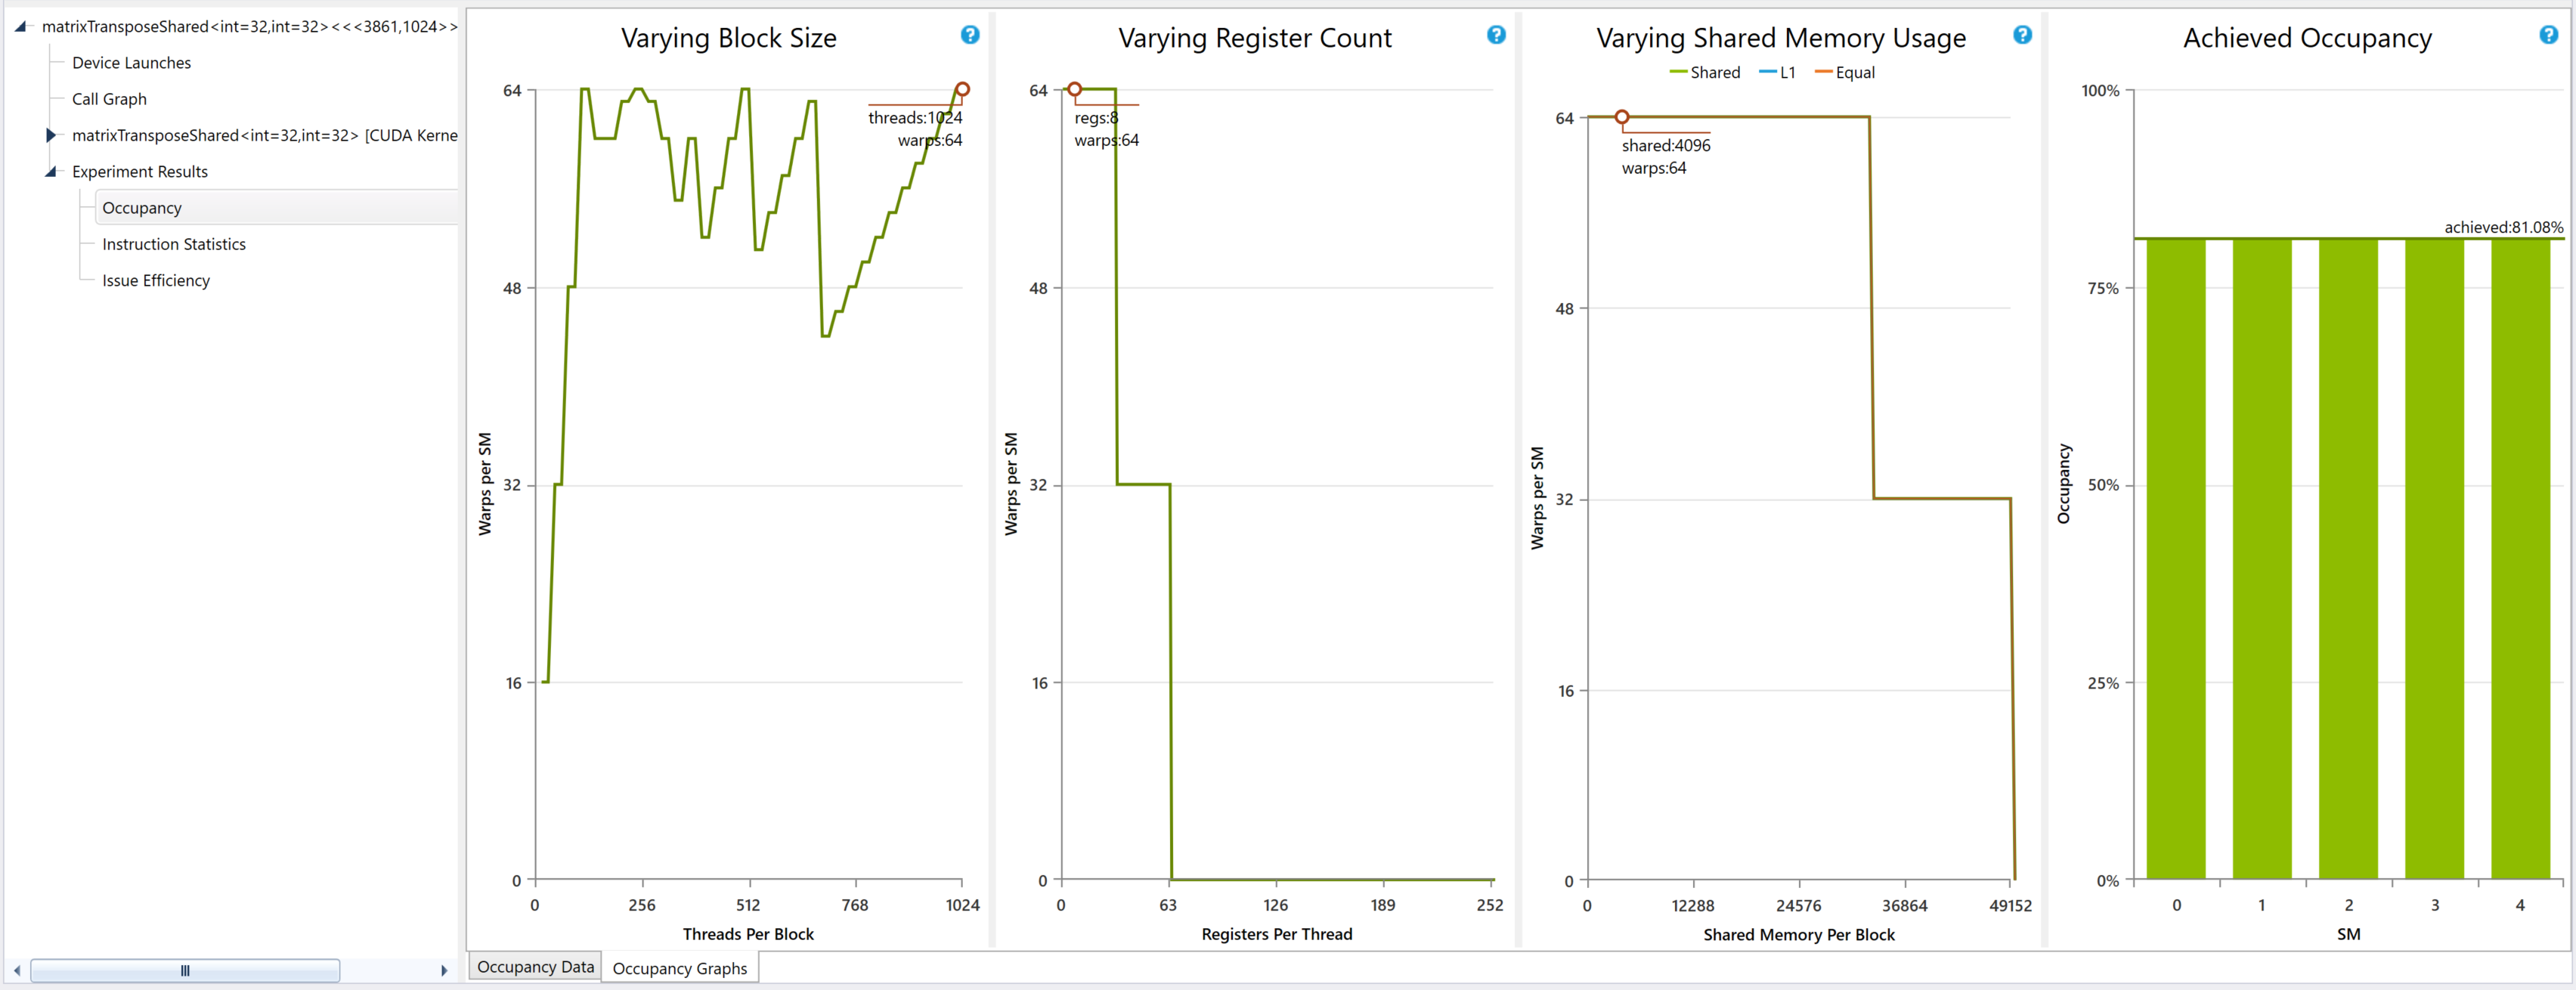 matrixTransposeShared<int=32,int=32><<<3861,1024>>
Device Launches
Call Graph
matrixTransposeShared<int=32,int=32> [CUDA Kerne
Experiment Results
Occupancy
Instruction Statistics
Issue Efficiency
Varying Block Size
?
64
48
32
16
0
Warps per SM
threads:1024
warps:64
0 256 512 768 1024
Threads Per Block
Varying Register Count
?
64
48
32
16
0
Warps per SM
regs:8
warps:64
0 63 126 189 252
Registers Per Thread
Varying Shared Memory Usage
?
Shared L1 Equal
64
48
32
16
0
Warps per SM
shared:4096
warps:64
0 12288 24576 36864 49152
Shared Memory Per Block
Achieved Occupancy
?
100%
75%
50%
25%
0%
Occupancy
achieved:81.08%
0 1 2 3 4
SM
Occupancy Data Occupancy Graphs